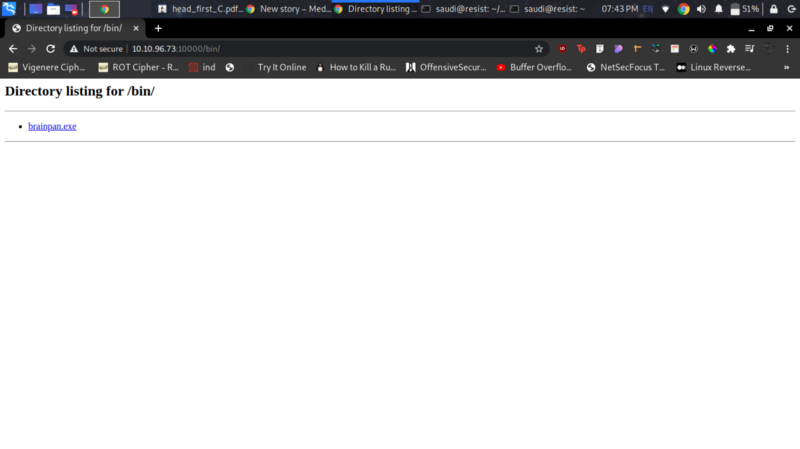 head_first_C.pdf... New story – Med... Directory listing ... saudi@resist: ~/... saudi@resist: ~ 07:43 PM EN 51%
Directory listing for /bin/
Not secure | 10.10.96.73:10000/bin/
Vigenere Ciph... ROT Cipher - R... ind Try It Online How to Kill a Ru... OffensiveSecur... Buffer Overflo... NetSecFocus T... Linux Reverse... »
Directory listing for /bin/
brainpan.exe